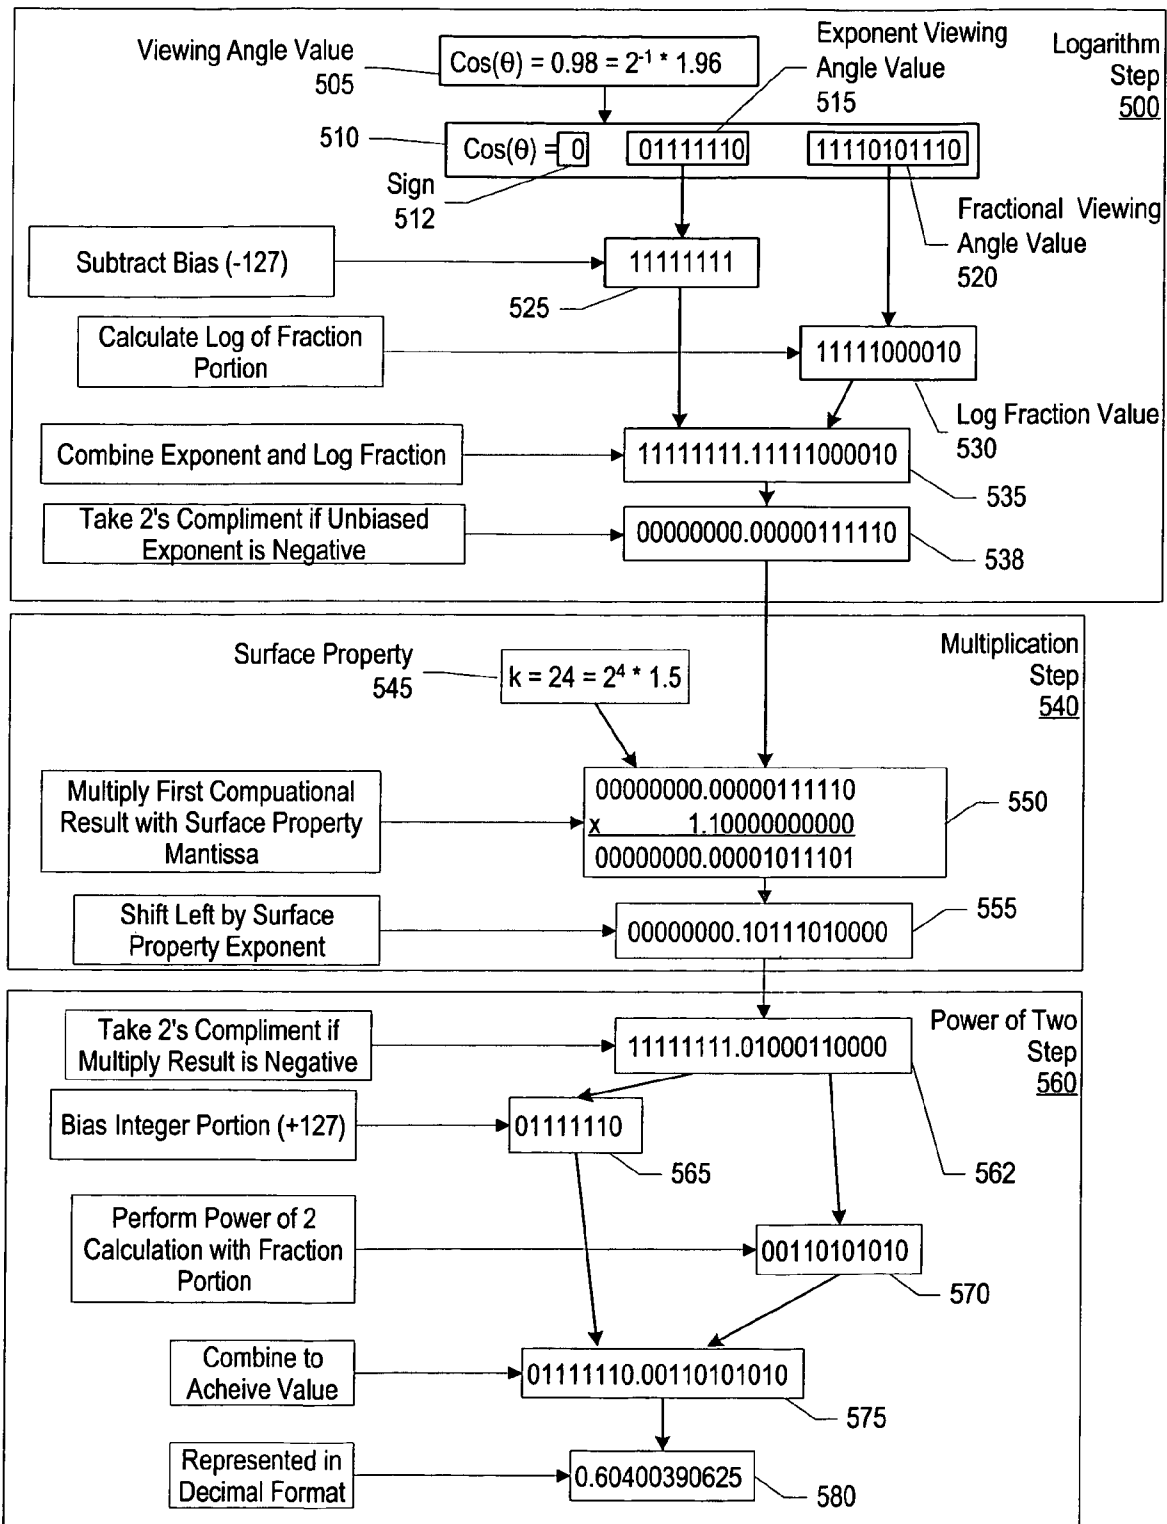 Viewing Angle Value
505
Cos(θ) = 0.98 = 2⁻¹ * 1.96
Exponent Viewing
Angle Value
515
Logarithm
Step
500
510
Cos(θ) = 0 01111110 11110101110
Sign
512
Fractional Viewing
Angle Value
520
Subtract Bias (-127)
11111111
525
Calculate Log of Fraction
Portion
11111000010
Log Fraction Value
530
Combine Exponent and Log Fraction
11111111.11111000010
535
Take 2's Compliment if Unbiased
Exponent is Negative
00000000.00000111110
538
Surface Property
545
k = 24 = 2⁴ * 1.5
Multiplication
Step
540
Multiply First Compuational
Result with Surface Property
Mantissa
00000000.00000111110
x 1.10000000000
00000000.00001011101
550
Shift Left by Surface
Property Exponent
00000000.10111010000
555
Take 2's Compliment if
Multiply Result is Negative
11111111.01000110000
Power of Two
Step
560
Bias Integer Portion (+127)
01111110
565
562
Perform Power of 2
Calculation with Fraction
Portion
00110101010
570
Combine to
Acheive Value
01111110.00110101010
575
Represented in
Decimal Format
0.60400390625
580